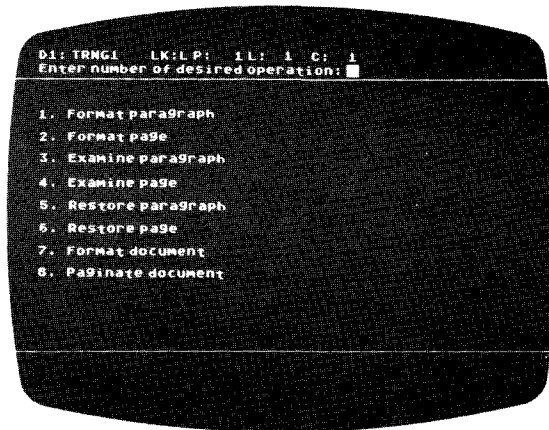 D1: TRNG1 LK:L P: 1 L: 1 C: 1
Enter number of desired operation:
1. Format paragraph
2. Format page
3. Examine paragraph
4. Examine page
5. Restore paragraph
6. Restore page
7. Format document
8. Paginate document